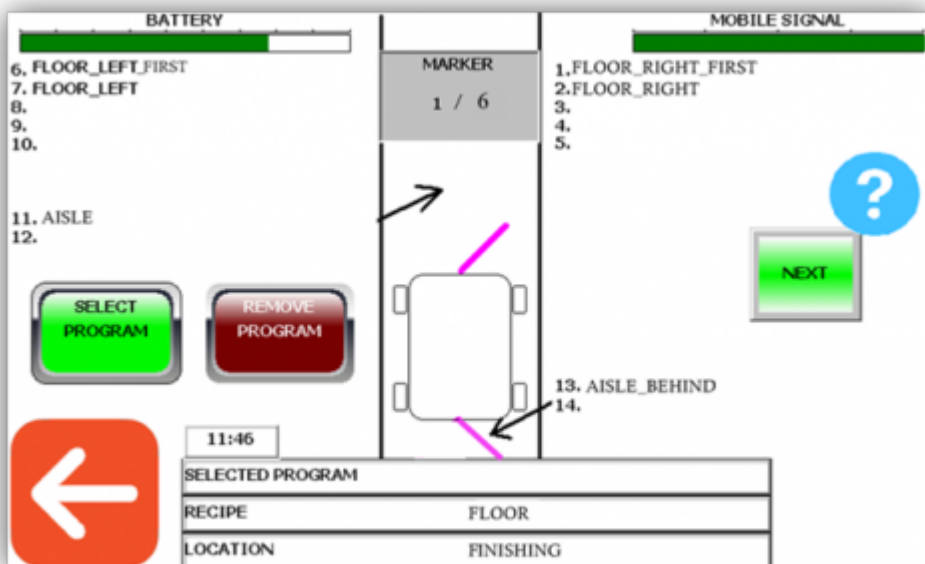 BATTERY
MOBILE SIGNAL
6. FLOOR_LEFT_FIRST
7. FLOOR_LEFT
8.
9.
10.
MARKER
1 / 6
1.FLOOR_RIGHT_FIRST
2.FLOOR_RIGHT
3.
4.
5.
11. AISLE
12.
?
NEXT
SELECT
PROGRAM
REMOVE
PROGRAM
13. AISLE_BEHIND
14.
11:46
SELECTED PROGRAM
RECIPE FLOOR
LOCATION FINISHING